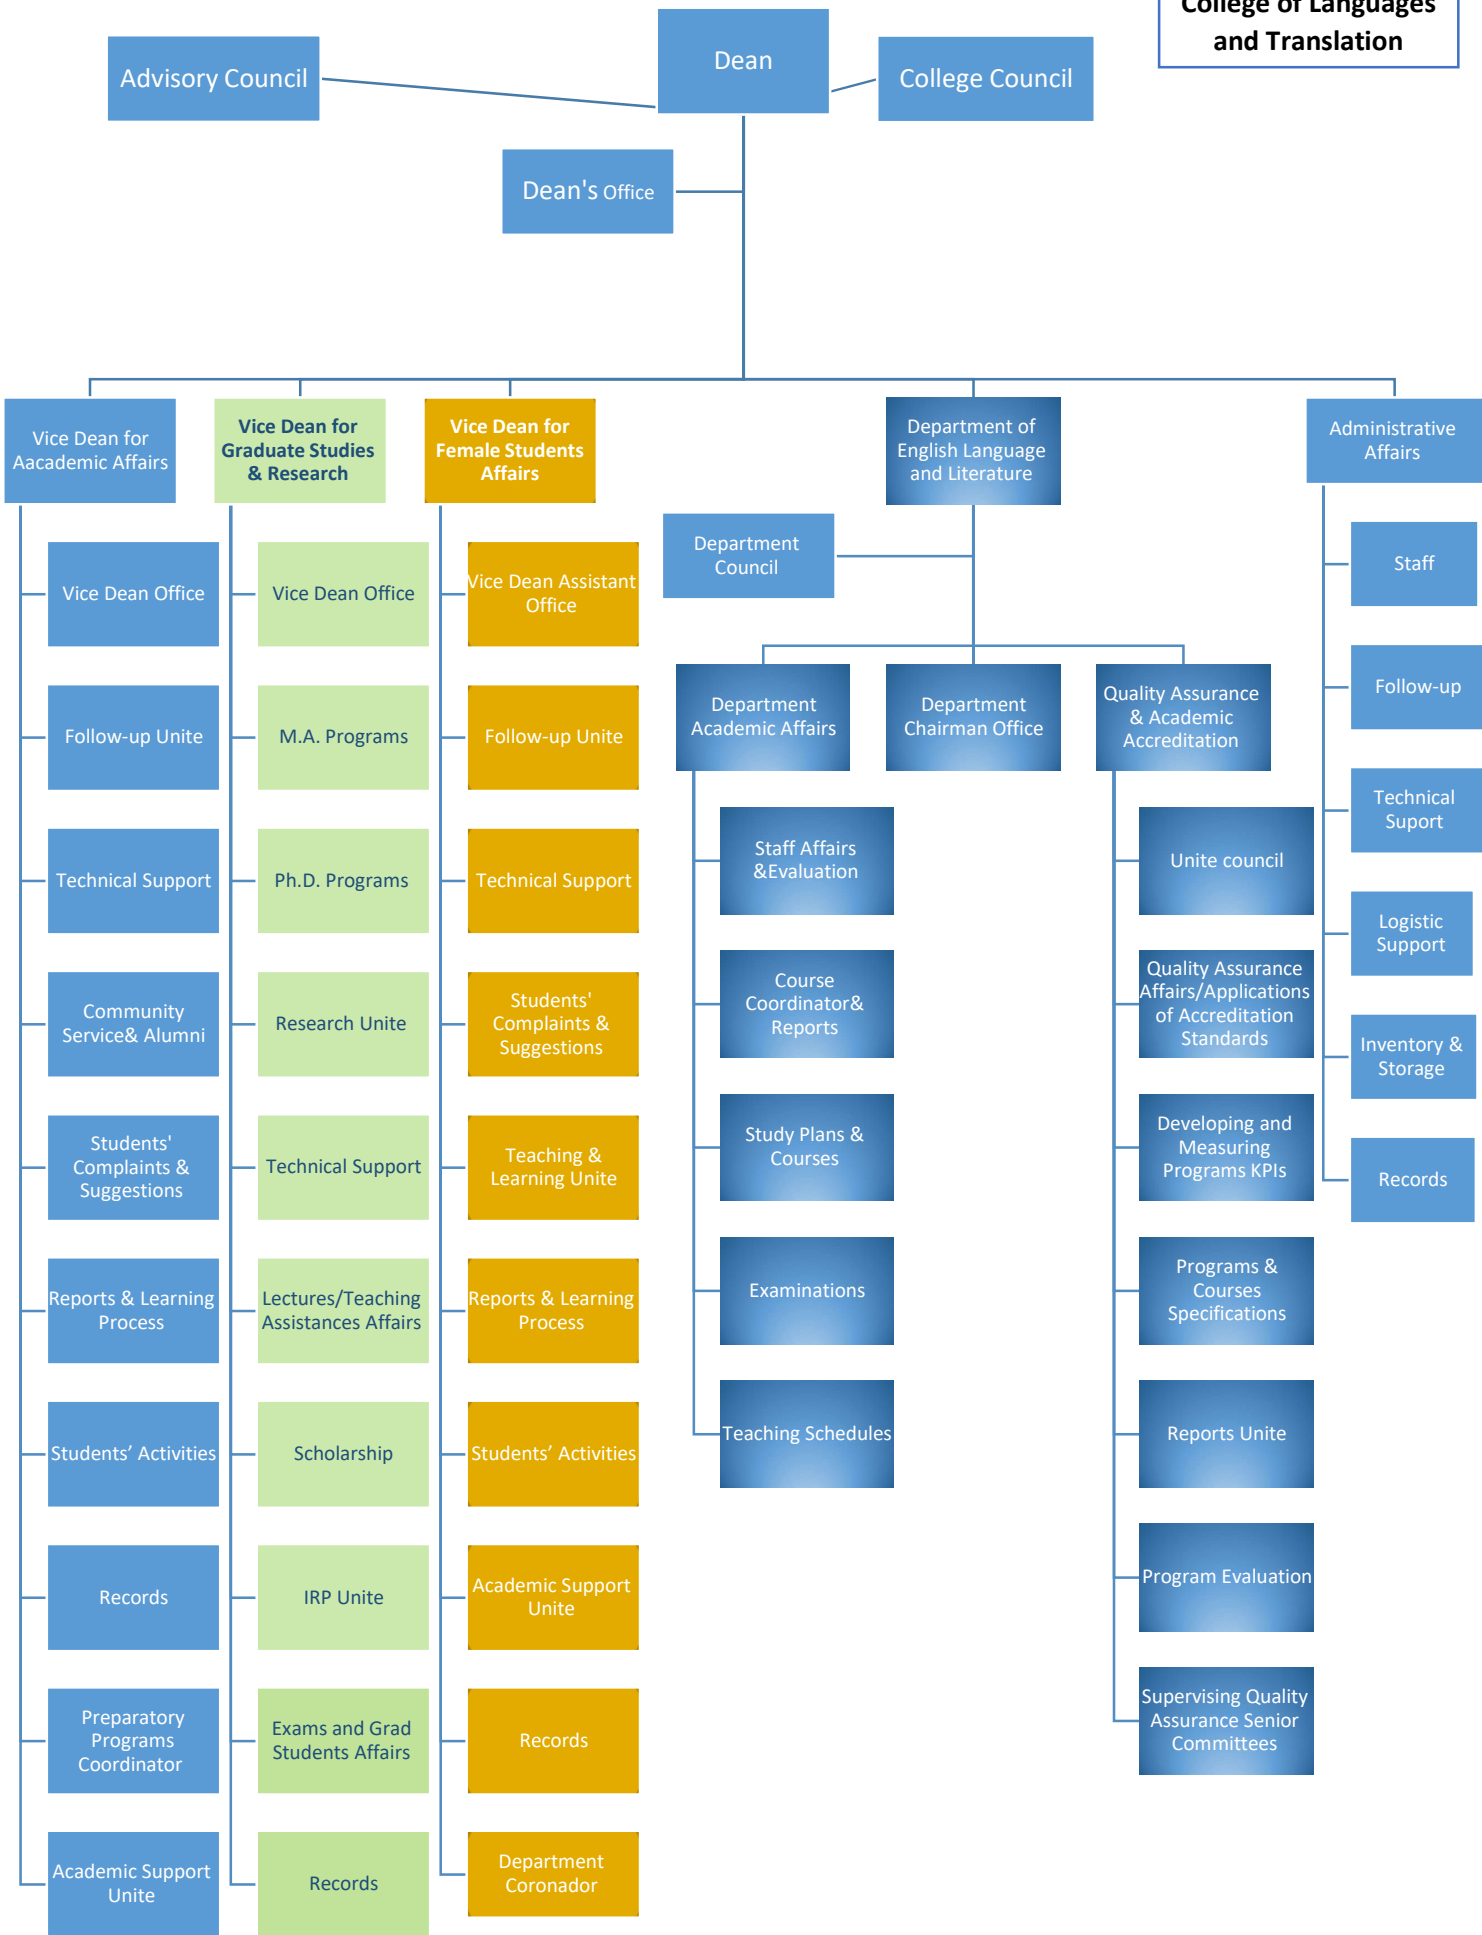 College of Languages
and Translation
Dean
Advisory Council
College Council
Dean's Office
Vice Dean for
Aacademic Affairs
Vice Dean for
Graduate Studies
& Research
Vice Dean for
Female Students
Affairs
Department of
English Language
and Literature
Administrative
Affairs
Vice Dean Office
Follow-up Unite
Technical Support
Community
Service& Alumni
Students'
Complaints &
Suggestions
Reports & Learning
Process
Students’ Activities
Records
Preparatory
Programs
Coordinator
Academic Support
Unite
Vice Dean Office
M.A. Programs
Ph.D. Programs
Research Unite
Technical Support
Lectures/Teaching
Assistances Affairs
Scholarship
IRP Unite
Exams and Grad
Students Affairs
Records
Vice Dean Assistant
Office
Follow-up Unite
Technical Support
Students'
Complaints &
Suggestions
Teaching &
Learning Unite
Reports & Learning
Process
Students’ Activities
Academic Support
Unite
Records
Department
Coronador
Department
Council
Department
Academic Affairs
Department
Chairman Office
Quality Assurance
& Academic
Accreditation
Staff Affairs
&Evaluation
Course
Coordinator&
Reports
Study Plans &
Courses
Examinations
Teaching Schedules
Unite council
Quality Assurance
Affairs/Applications
of Accreditation
Standards
Developing and
Measuring
Programs KPIs
Programs &
Courses
Specifications
Reports Unite
Program Evaluation
Supervising Quality
Assurance Senior
Committees
Staff
Follow-up
Technical
Suport
Logistic
Support
Inventory &
Storage
Records